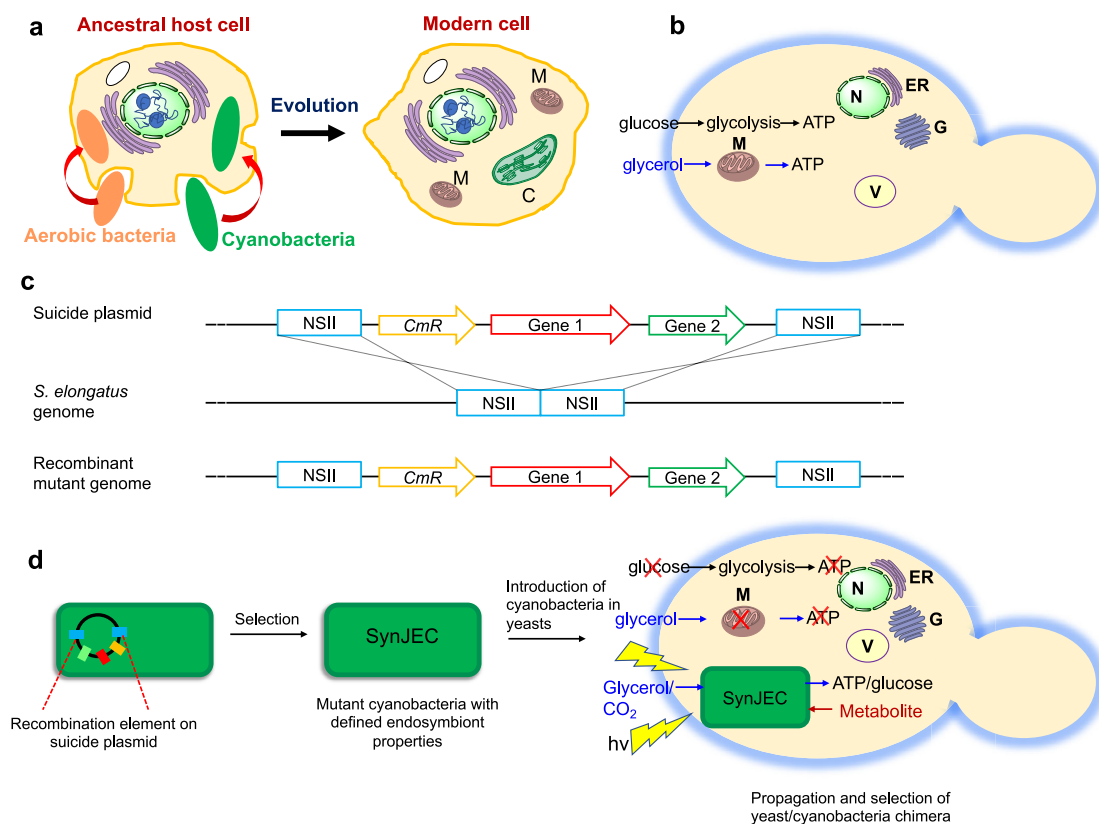 a
Ancestral host cell
Modern cell
M
Evolution
M
C
Aerobic bacteria
Cyanobacteria
b
N
ER
glucose
glycolysis
ATP
G
M
glycerol
ATP
V
c
Suicide plasmid
NSII
CmR
Gene 1
Gene 2
NSII
S. elongatus
genome
NSII
NSII
Recombinant
mutant genome
NSII
CmR
Gene 1
Gene 2
NSII
d
Selection
SynJEC
Recombination element on
suicide plasmid
Mutant cyanobacteria with
defined endosymbiont
properties
Introduction of
cyanobacteria in
yeasts
glucose
glycolysis
ATP
N
ER
M
glycerol
ATP
G
V
Glycerol/
CO2
SynJEC
ATP/glucose
Metabolite
hν
Propagation and selection of
yeast/cyanobacteria chimera